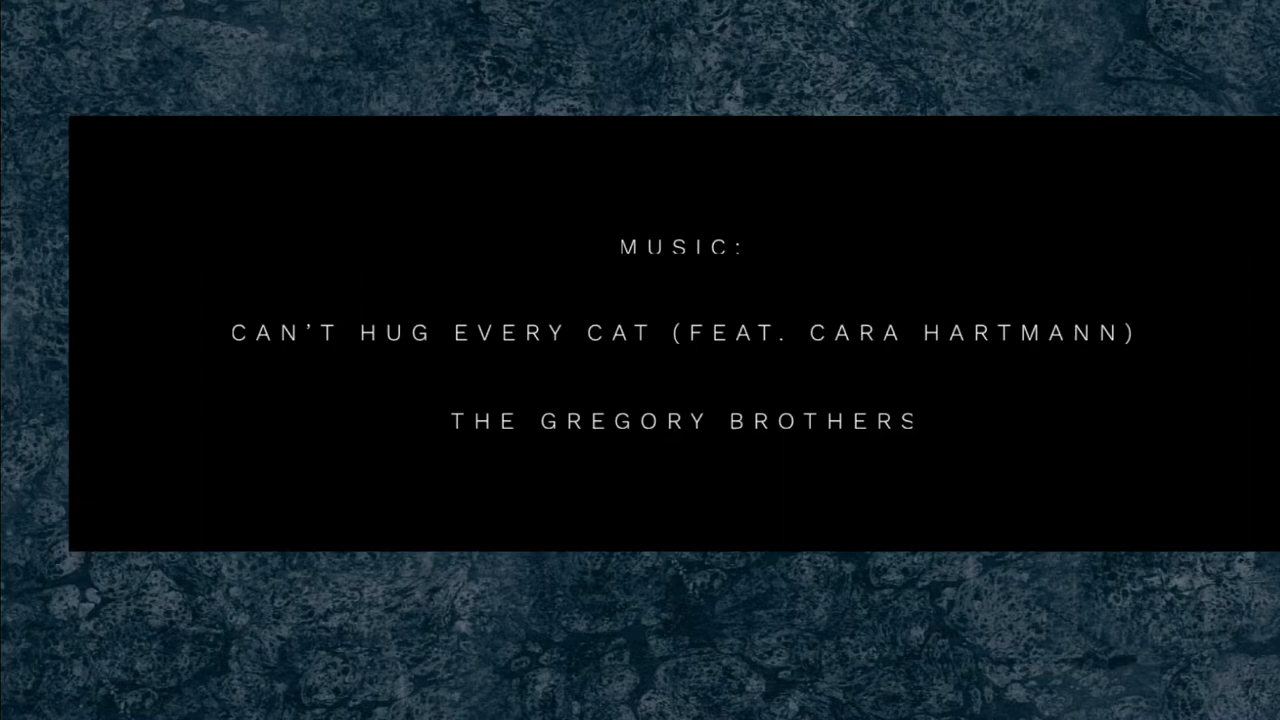 MUSIC:
CAN’T HUG EVERY CAT (FEAT. CARA HARTMANN)
THE GREGORY BROTHERS